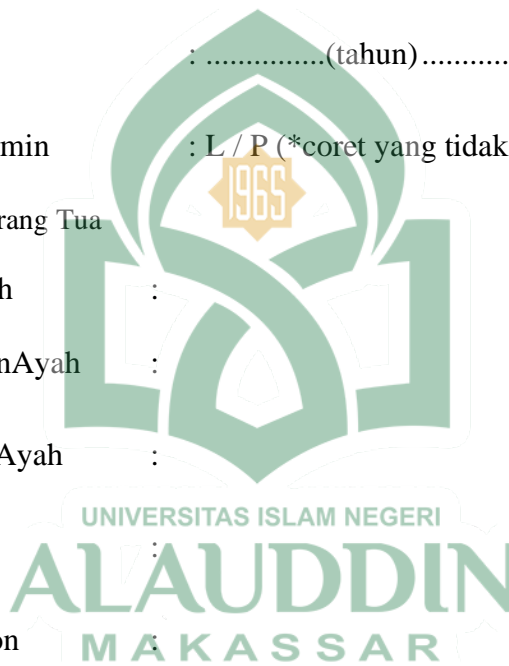 : ...............(tahun)...........
min : L / P (*coret yang tidak
1965
rang Tua
h :
nAyah :
Ayah :
UNIVERSITAS ISLAM NEGERI
:
ALAUDDIN
on :
MAKASSAR